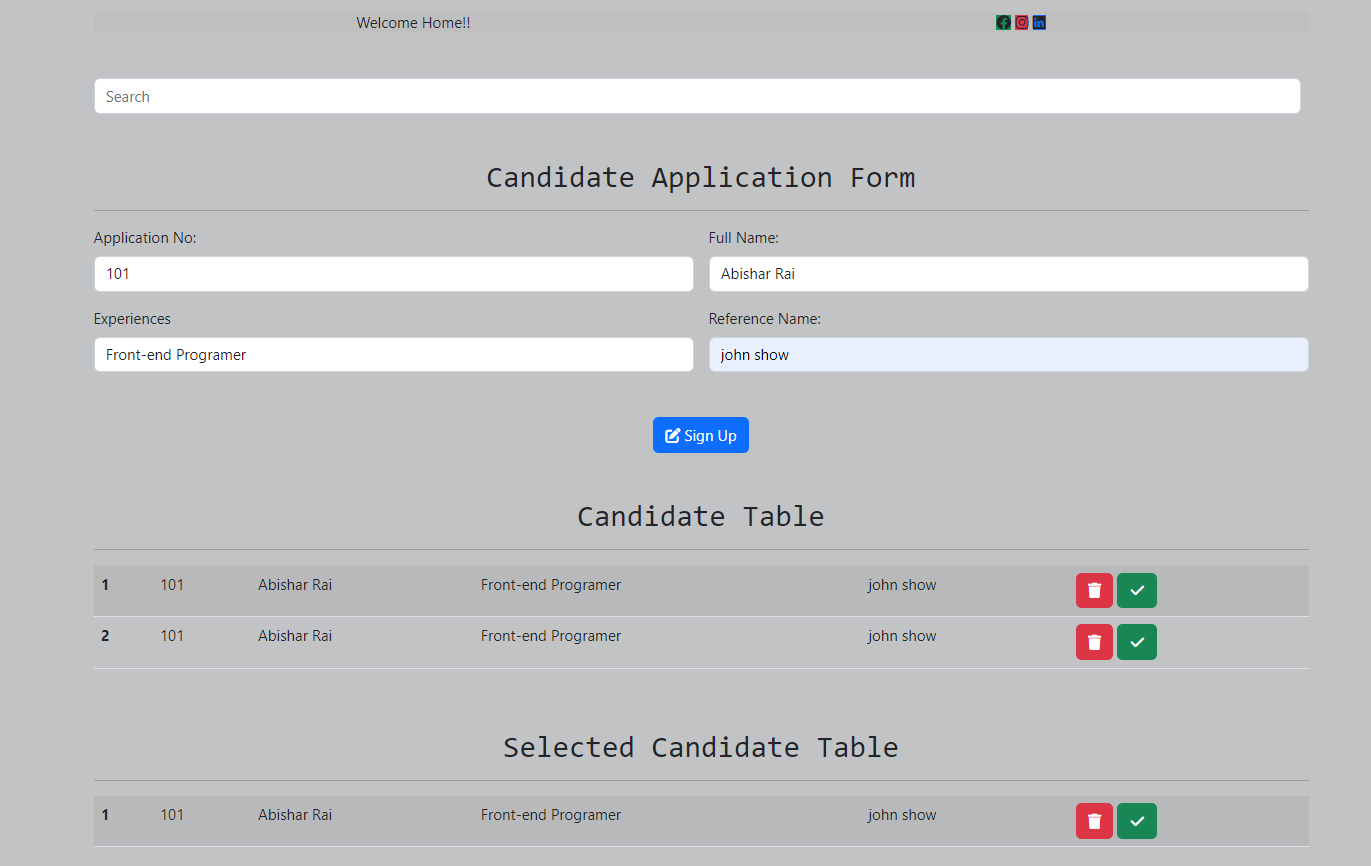 Welcome Home!!
Search
Candidate Application Form
Application No: Full Name:
101 Abishar Rai
Experiences Reference Name:
Front-end Programer john show
Sign Up
Candidate Table
1 101 Abishar Rai Front-end Programer john show
2 101 Abishar Rai Front-end Programer john show
Selected Candidate Table
1 101 Abishar Rai Front-end Programer john show